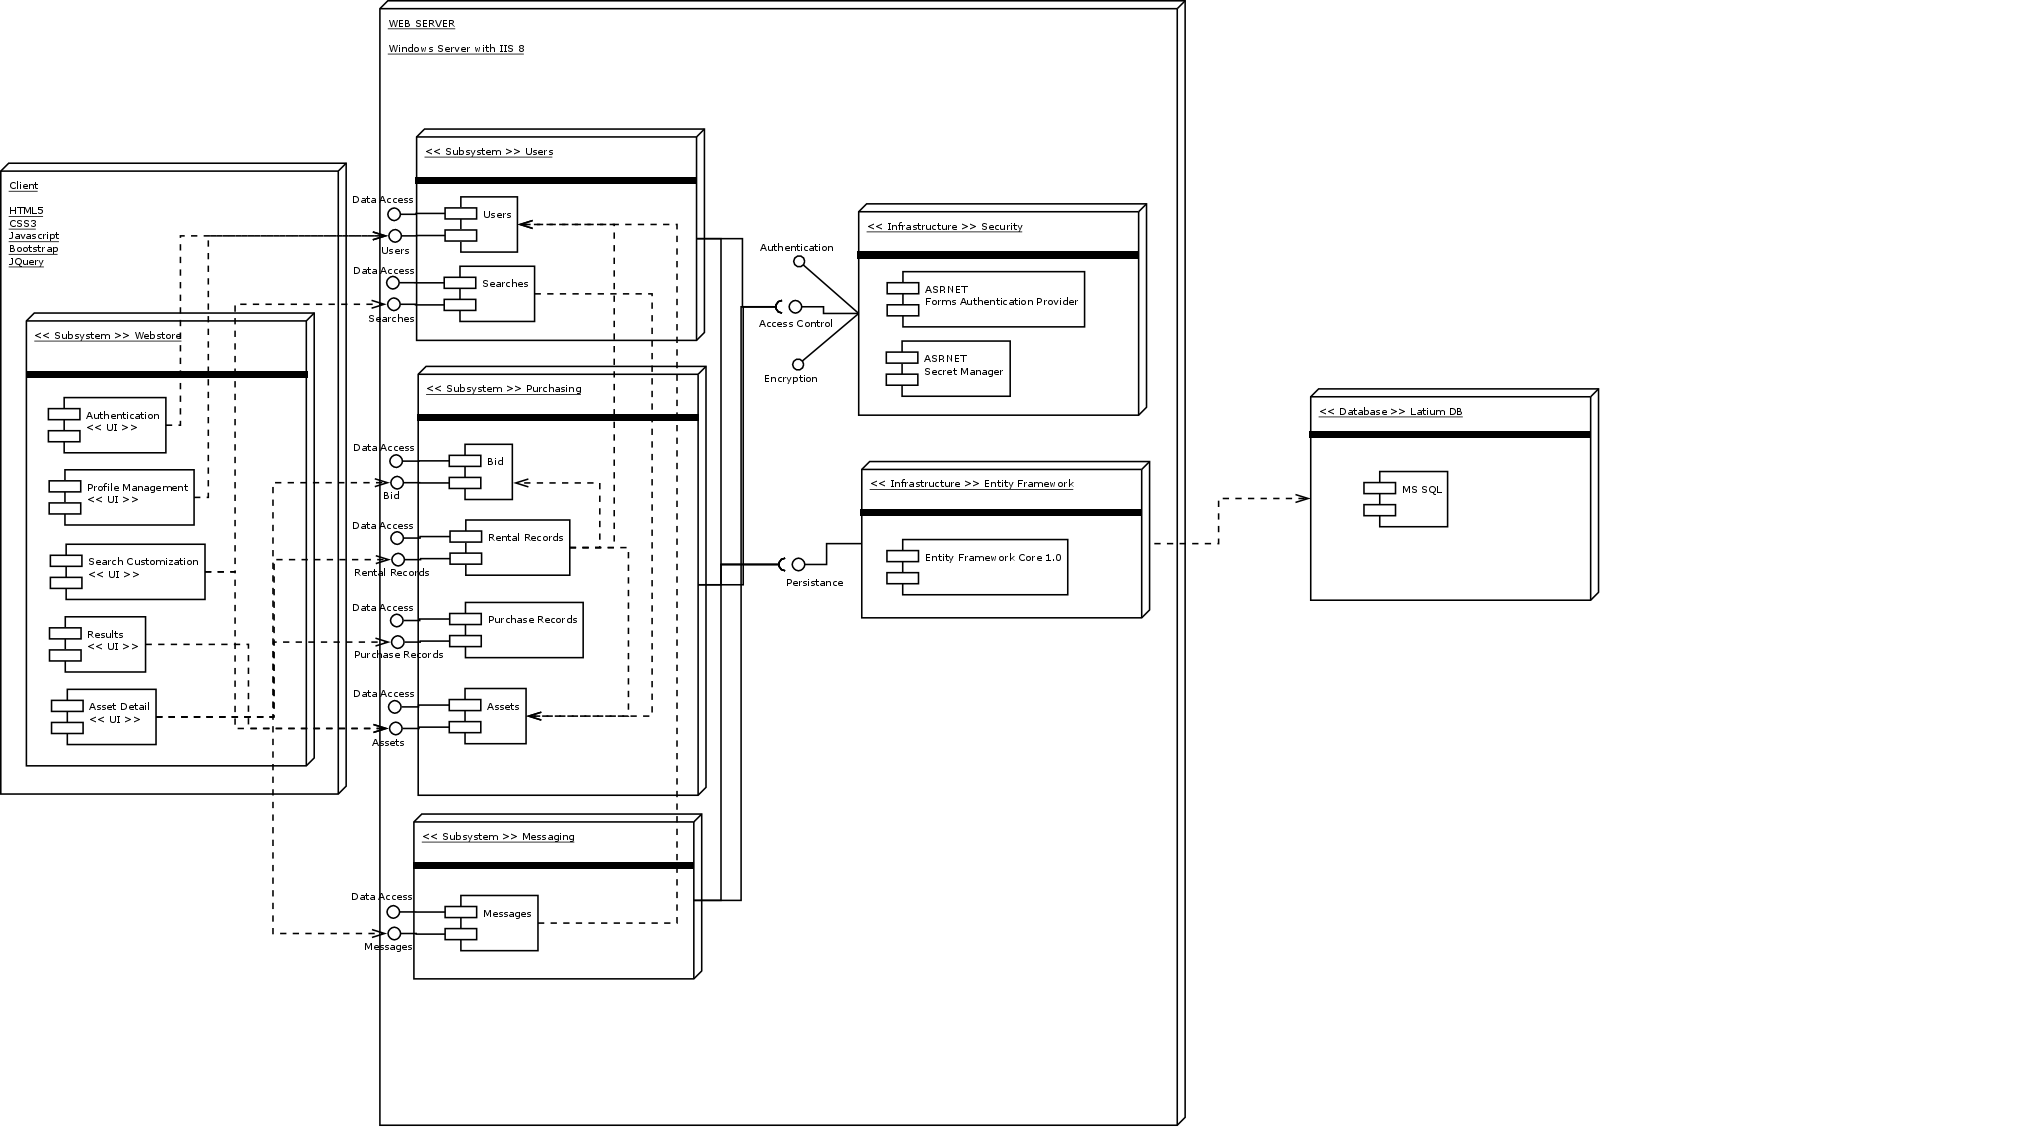 WEB SERVER
Windows Server with IIS 8
Client
HTML5
CSS3
Javascript
Bootstrap
JQuery
<< Subsystem >> Webstore
Authentication
<< UI >>
Profile Management
<< UI >>
Search Customization
<< UI >>
Results
<< UI >>
Asset Detail
<< UI >>
<< Subsystem >> Users
Data Access
Users
Users
Data Access
Searches
Searches
<< Subsystem >> Purchasing
Data Access
Bid
Bid
Data Access
Rental Records
Rental Records
Data Access
Purchase Records
Purchase Records
Data Access
Assets
Assets
<< Subsystem >> Messaging
Data Access
Messages
Messages
Authentication
Access Control
Encryption
<< Infrastructure >> Security
ASRNET
Forms Authentication Provider
ASRNET
Secret Manager
<< Infrastructure >> Entity Framework
Entity Framework Core 1.0
Persistance
<< Database >> Latium DB
MS SQL